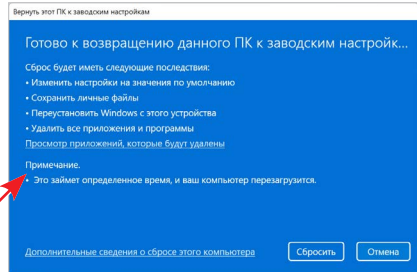 Вернуть этот ПК к заводским настройкам
Готово к возвращению данного ПК к заводским настройк...
Сброс будет иметь следующие последствия:
• Изменить настройки на значения по умолчанию
• Сохранить личные файлы
• Переустановить Windows с этого устройства
• Удалить все приложения и программы
Просмотр приложений, которые будут удалены
Примечание.
• Это займет определенное время, и ваш компьютер перезагрузится.
Дополнительные сведения о сбросе этого компьютера
Сбросить
Отмена